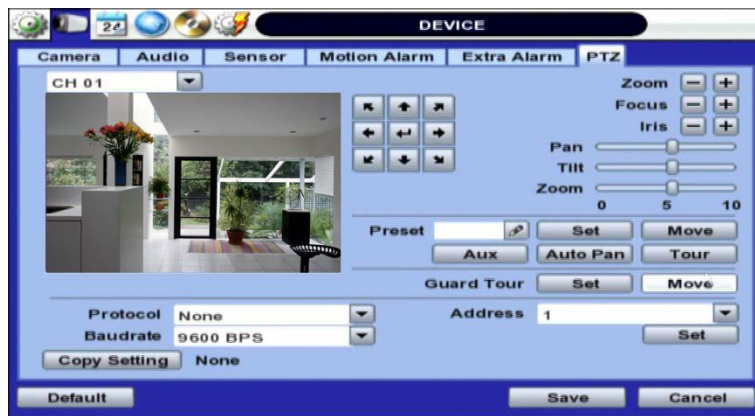 24
DEVICE
Camera Audio Sensor Motion Alarm Extra Alarm PTZ
CH 01
Zoom - +
Focus - +
Iris - +
Pan
Tilt
Zoom
0 5 10
Preset Set Move
Aux Auto Pan Tour
Guard Tour Set Move
Protocol None Address 1
Baudrate 9600 BPS Set
Copy Setting None
Default Save Cancel